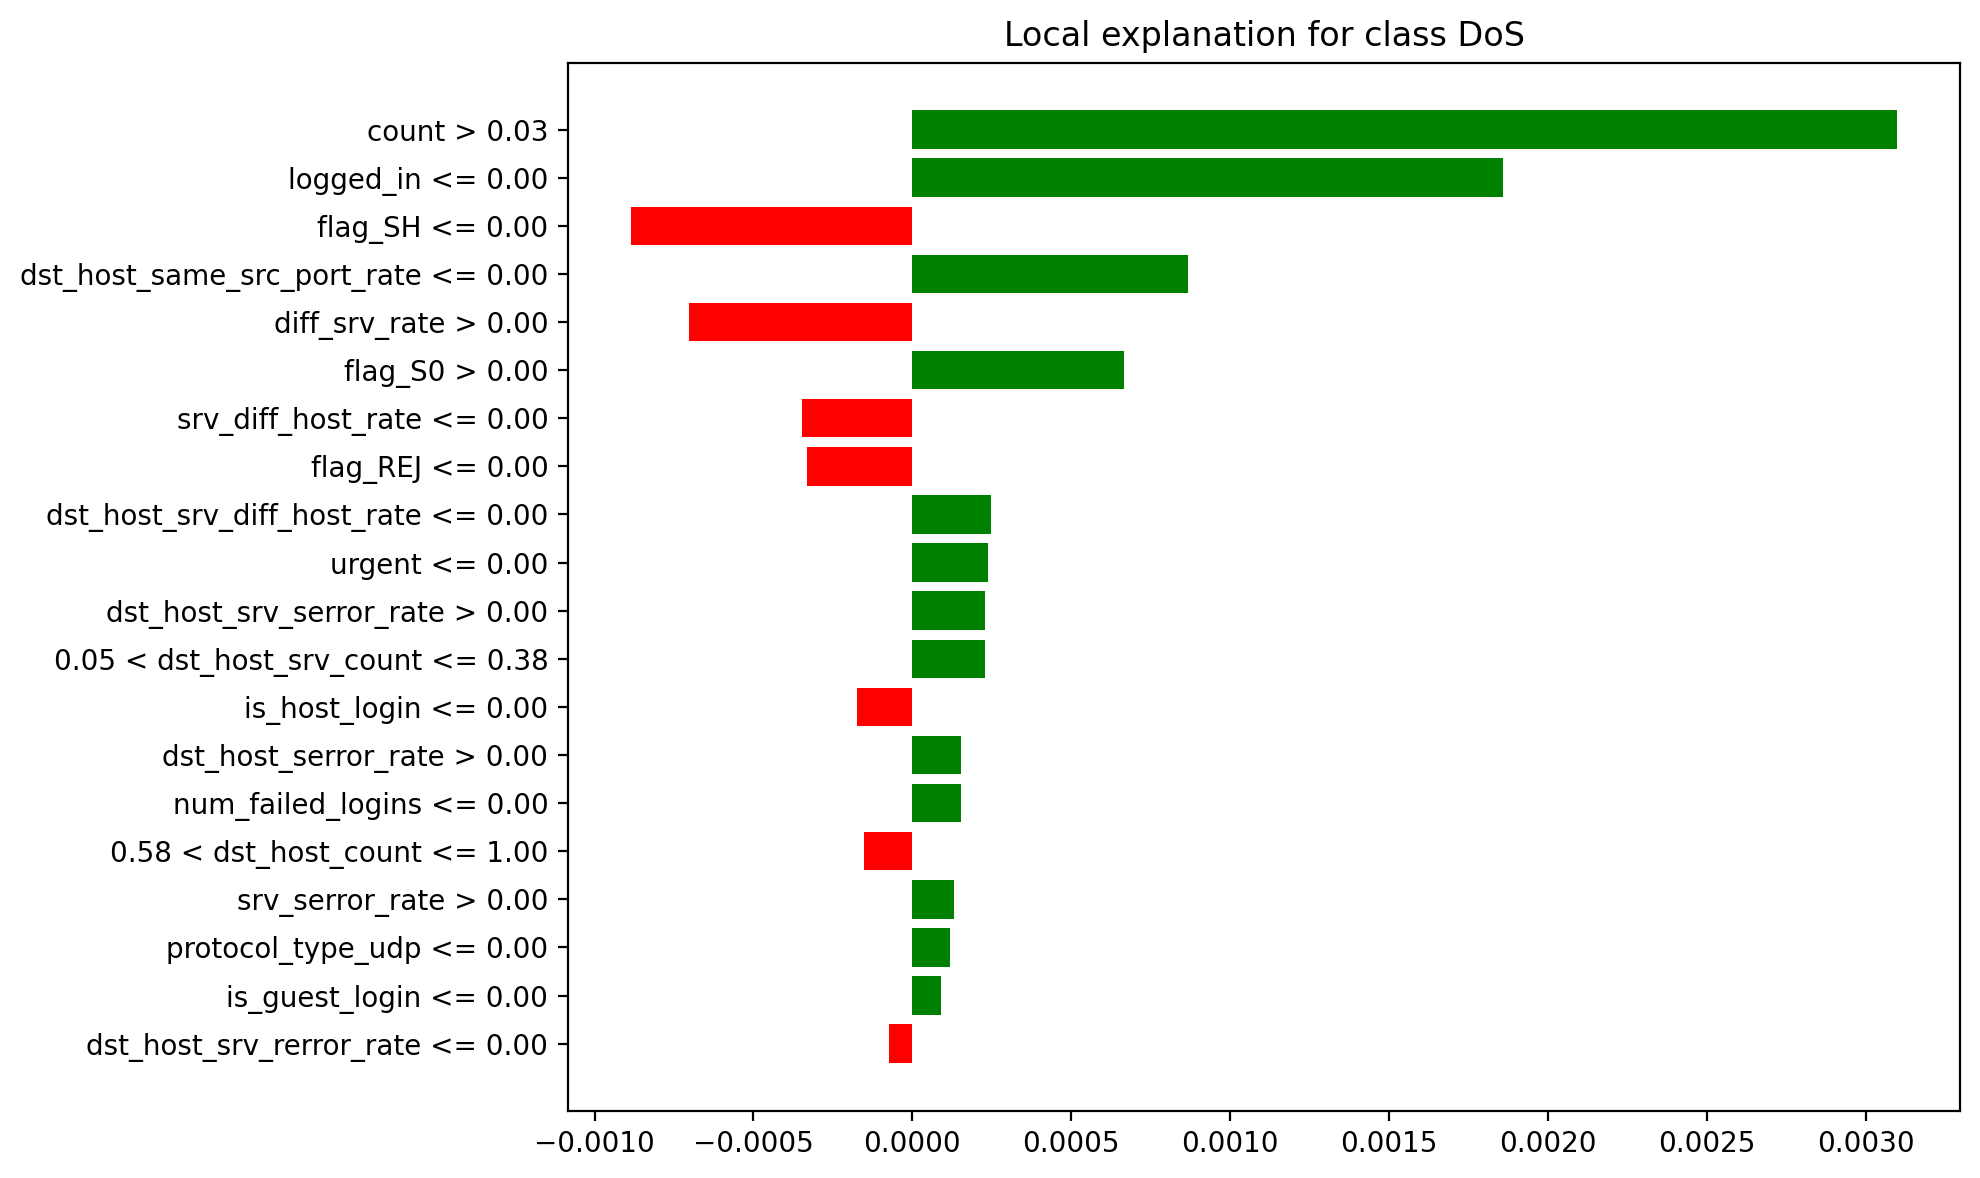 Local explanation for class DoS
count > 0.03
logged_in <= 0.00
flag_SH <= 0.00
dst_host_same_src_port_rate <= 0.00
diff_srv_rate > 0.00
flag_S0 > 0.00
srv_diff_host_rate <= 0.00
flag_REJ <= 0.00
dst_host_srv_diff_host_rate <= 0.00
urgent <= 0.00
dst_host_srv_serror_rate > 0.00
0.05 < dst_host_srv_count <= 0.38
is_host_login <= 0.00
dst_host_serror_rate > 0.00
num_failed_logins <= 0.00
0.58 < dst_host_count <= 1.00
srv_serror_rate > 0.00
protocol_type_udp <= 0.00
is_guest_login <= 0.00
dst_host_srv_rerror_rate <= 0.00
−0.0010 −0.0005 0.0000 0.0005 0.0010 0.0015 0.0020 0.0025 0.0030